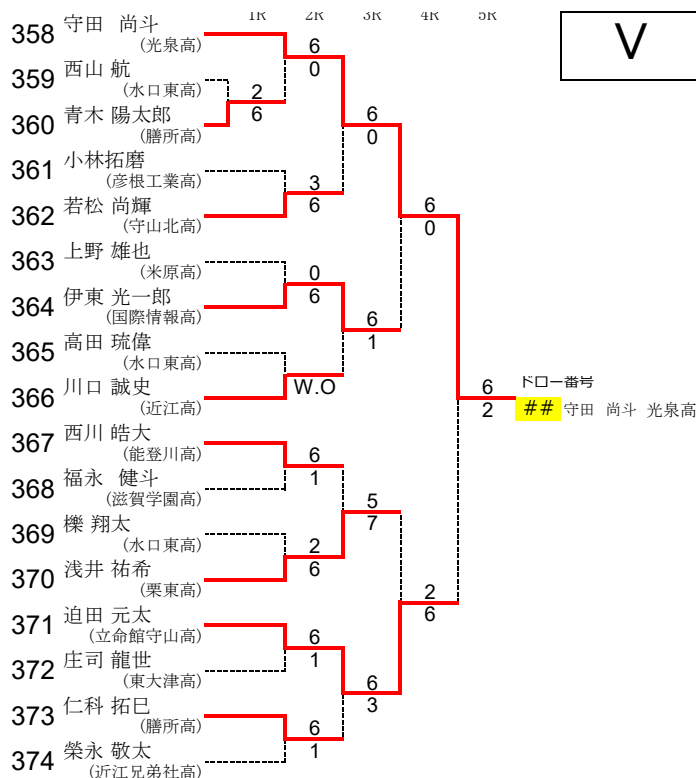 1R 2R 3R 4R 5R
V
358 守田 尚斗
(光泉高)
6
0
359 西山 航
(水口東高)
2
6
360 青木 陽太郎
(膳所高)
6
0
361 小林拓磨
(彦根工業高)
3
6
362 若松 尚輝
(守山北高)
6
0
363 上野 雄也
(米原高)
0
6
364 伊東 光一郎
(国際情報高)
6
1
365 高田 琉偉
(水口東高)
W.O
366 川口 誠史
(近江高)
6
2
ドロー番号
## 守田 尚斗 光泉高
367 西川 皓大
(能登川高)
6
1
368 福永 健斗
(滋賀学園高)
5
7
369 櫟 翔太
(水口東高)
2
6
370 浅井 祐希
(栗東高)
2
6
371 迫田 元太
(立命館守山高)
6
1
372 庄司 龍世
(東大津高)
6
3
373 仁科 拓巳
(膳所高)
6
1
374 榮永 敬太
(近江兄弟社高)